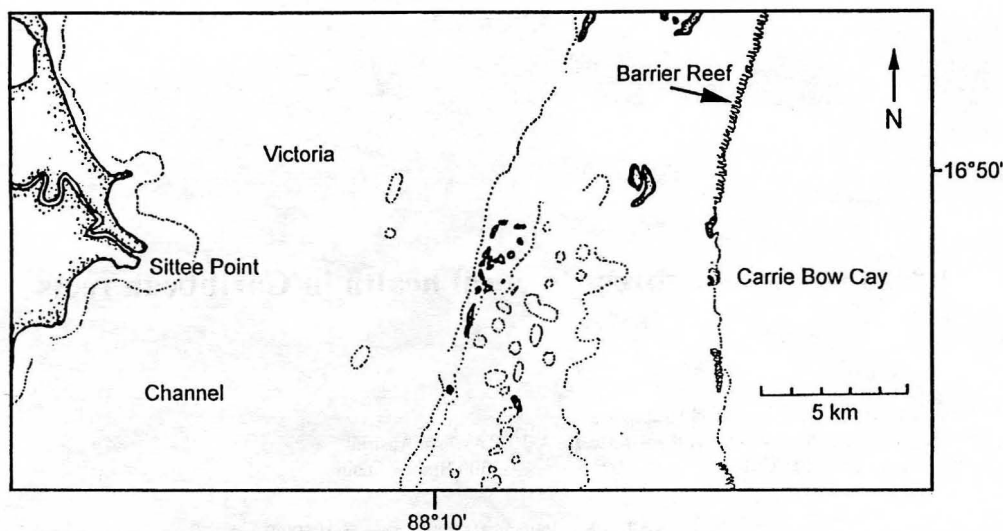 Barrier Reef
N
Victoria
16°50'
Sittee Point
Carrie Bow Cay
Channel
5 km
88°10'